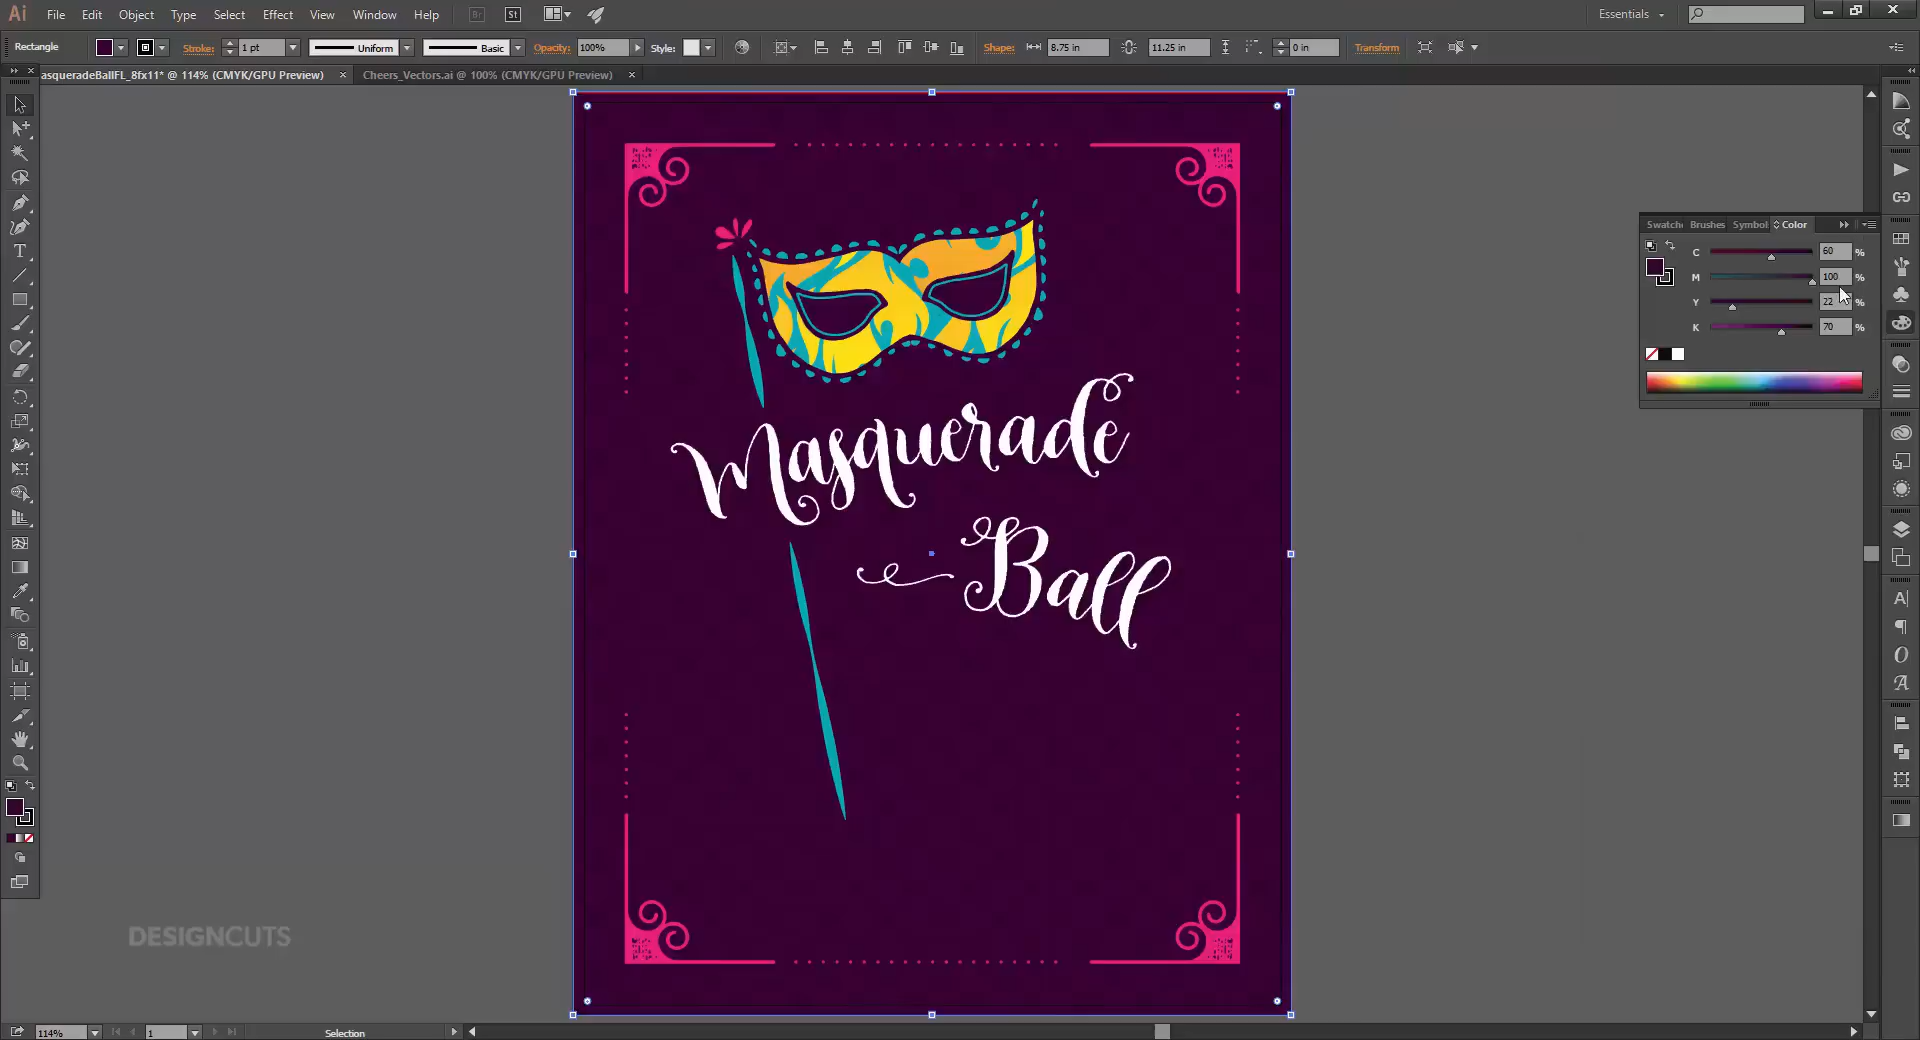 Ai File Edit Object Type Select Effect View Window Help Br St Essentials
Rectangle Stroke: 1 pt Uniform Basic Opacity: 100% Style: Shape: 8.75 in 11.25 in 0 in Transform
asqueradeBallFL_8fx11* @ 114% (CMYK/GPU Preview) Cheers_Vectors.ai @ 100% (CMYK/GPU Preview)
Swatch Brushes Symbol Color
C 60 %
M 100 %
Y 22 %
K 70 %
Masquerade
Ball
DESIGNCUTS
114% 1 Selection